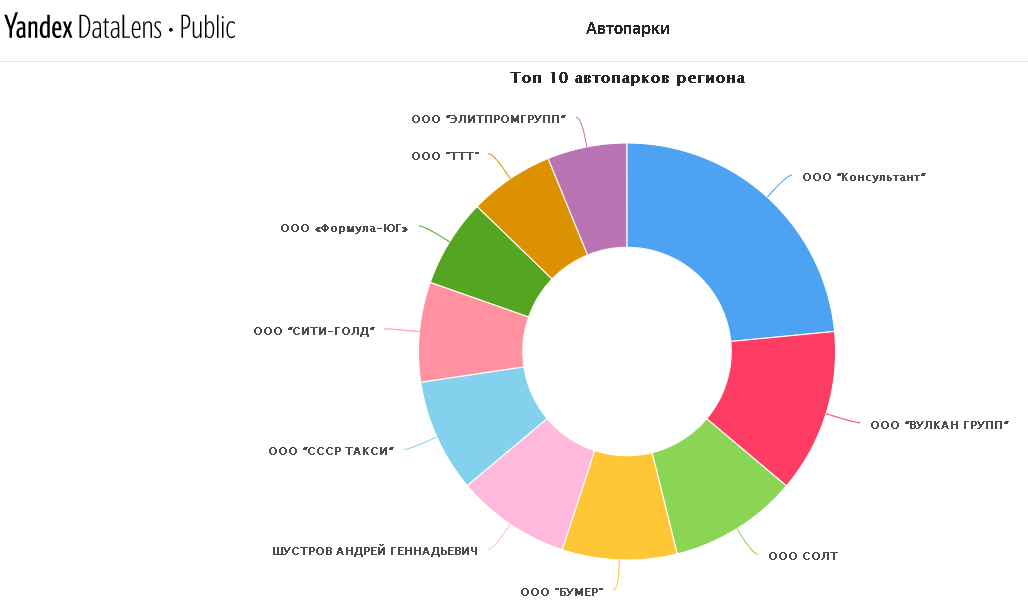 Yandex DataLens · Public
Автопарки
Топ 10 автопарков региона
ООО "ЭЛИТПРОМГРУПП"
ООО "ТТТ"
ООО "Консультант"
ООО «Формула-ЮГ»
ООО "СИТИ-ГОЛД"
ООО "ВУЛКАН ГРУПП"
ООО "СССР ТАКСИ"
ШУСТРОВ АНДРЕЙ ГЕННАДЬЕВИЧ
ООО СОЛТ
ООО "БУМЕР"